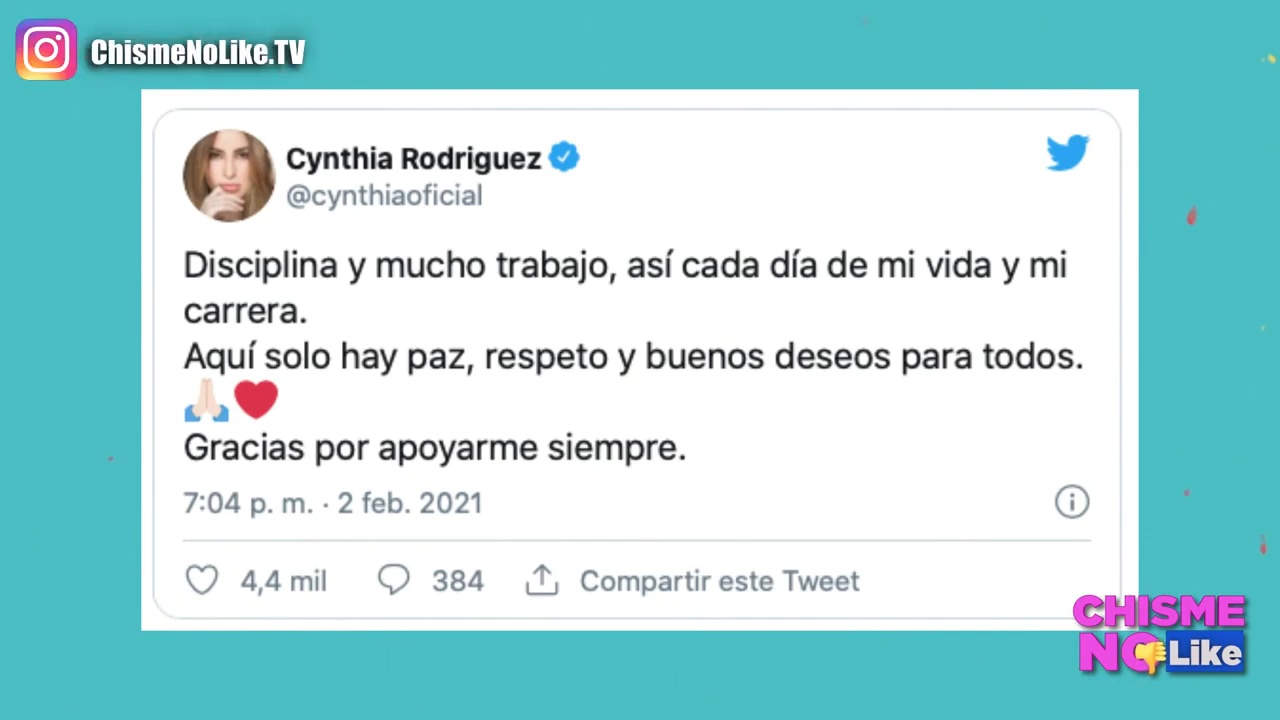 ChismeNoLike.TV
Cynthia Rodriguez
@cynthiaoficial
Disciplina y mucho trabajo, así cada día de mi vida y mi
carrera.
Aquí solo hay paz, respeto y buenos deseos para todos.
🙏🏻❤️
Gracias por apoyarme siempre.
7:04 p. m. · 2 feb. 2021
4,4 mil 384 Compartir este Tweet
CHISME
NO Like